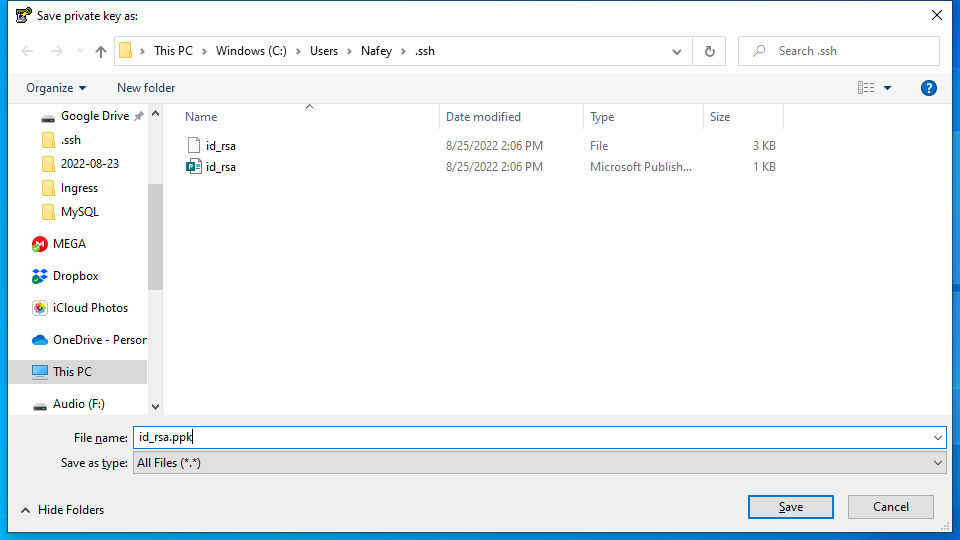 Save private key as:
This PC > Windows (C:) > Users > Nafey > .ssh
Search .ssh
Organize
New folder
Google Drive
.ssh
2022-08-23
Ingress
MySQL
MEGA
Dropbox
iCloud Photos
OneDrive - Person
This PC
Audio (F:)
Name Date modified Type Size
id_rsa 8/25/2022 2:06 PM File 3 KB
id_rsa 8/25/2022 2:06 PM Microsoft Publish... 1 KB
File name: id_rsa.ppk
Save as type: All Files (*.*)
Hide Folders
Save
Cancel